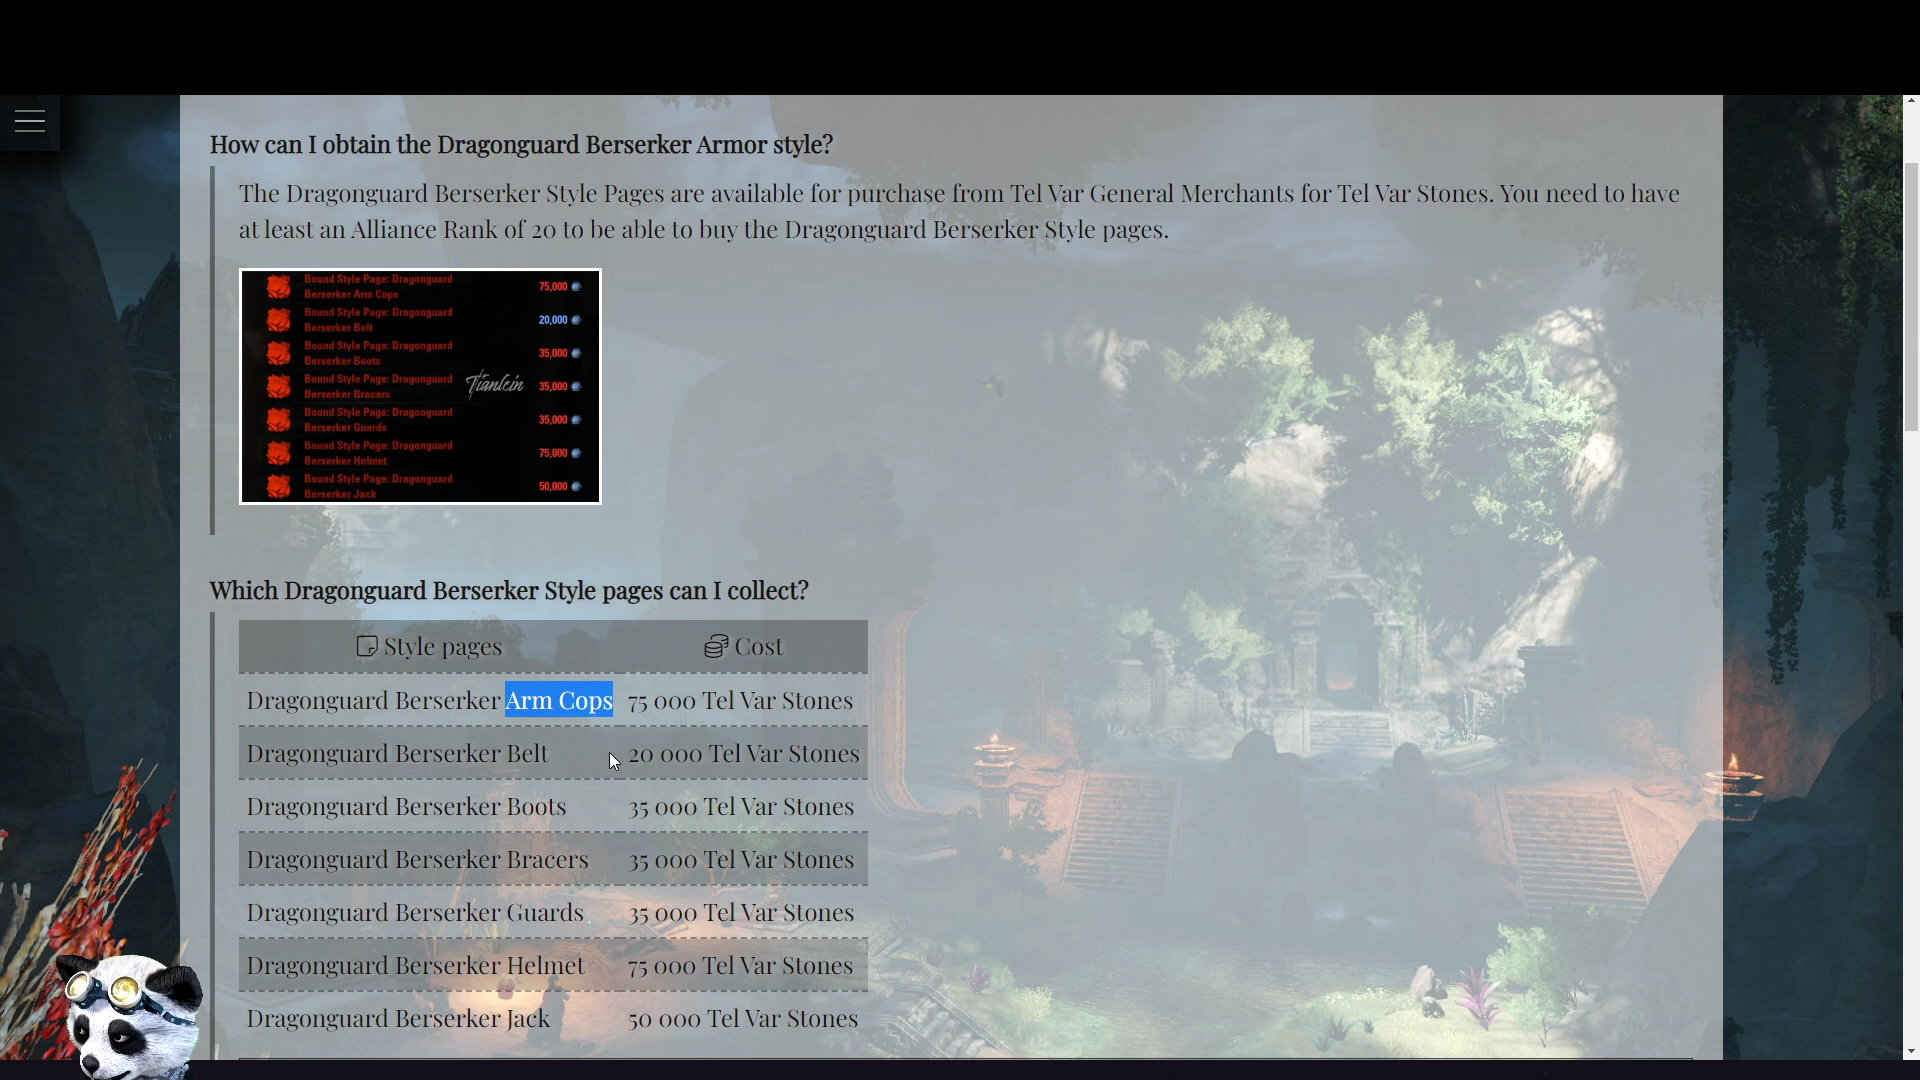 How can I obtain the Dragonguard Berserker Armor style?
The Dragonguard Berserker Style Pages are available for purchase from Tel Var General Merchants for Tel Var Stones. You need to have
at least an Alliance Rank of 20 to be able to buy the Dragonguard Berserker Style pages.
Bound Style Page: Dragonguard
Berserker Arm Cops 75,000
Bound Style Page: Dragonguard
Berserker Belt 20,000
Bound Style Page: Dragonguard
Berserker Boots 35,000
Bound Style Page: Dragonguard
Berserker Bracers 35,000
Tianlein
Bound Style Page: Dragonguard
Berserker Guards 35,000
Bound Style Page: Dragonguard
Berserker Helmet 75,000
Bound Style Page: Dragonguard
Berserker Jack 50,000
Which Dragonguard Berserker Style pages can I collect?
Style pages Cost
Dragonguard Berserker Arm Cops 75 000 Tel Var Stones
Dragonguard Berserker Belt 20 000 Tel Var Stones
Dragonguard Berserker Boots 35 000 Tel Var Stones
Dragonguard Berserker Bracers 35 000 Tel Var Stones
Dragonguard Berserker Guards 35 000 Tel Var Stones
Dragonguard Berserker Helmet 75 000 Tel Var Stones
Dragonguard Berserker Jack 50 000 Tel Var Stones